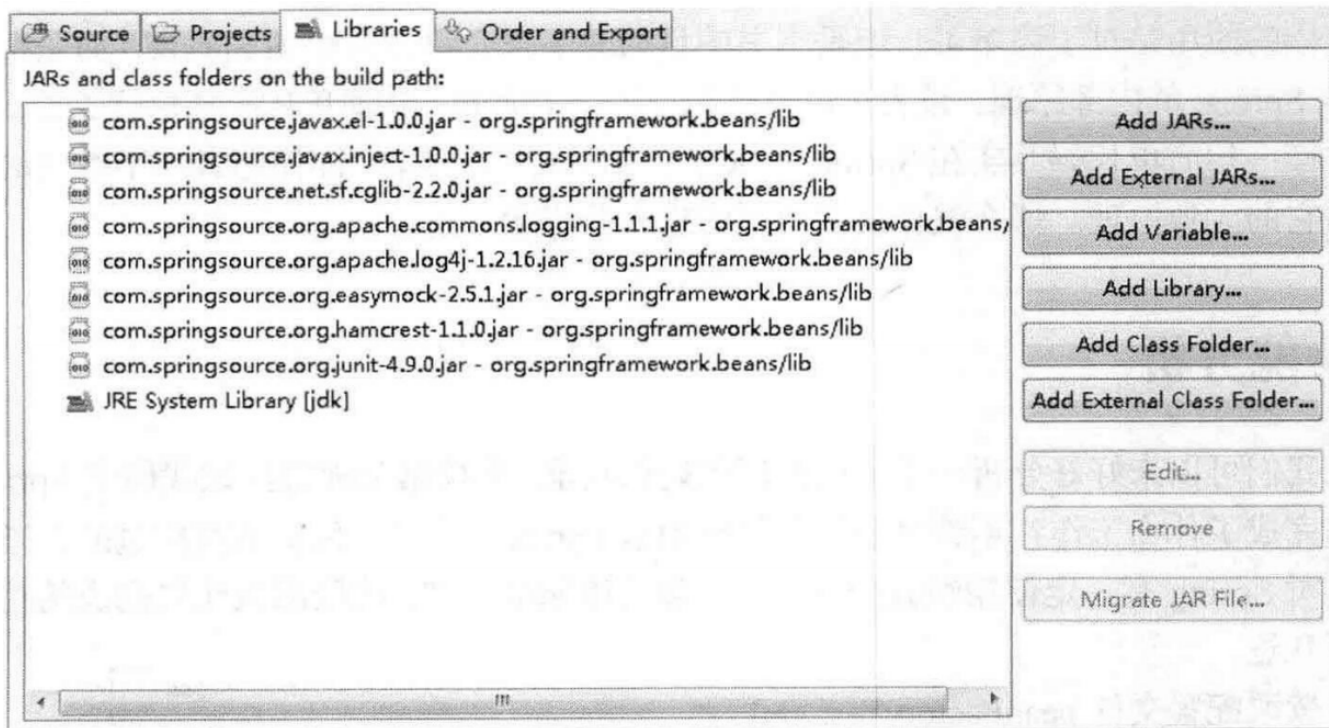 Source Projects Libraries Order and Export
JARs and class folders on the build path:
com.springsource.javax.el-1.0.0.jar - org.springframework.beans/lib
com.springsource.javax.inject-1.0.0.jar - org.springframework.beans/lib
com.springsource.net.sf.cglib-2.2.0.jar - org.springframework.beans/lib
com.springsource.org.apache.commons.logging-1.1.1.jar - org.springframework.beans/
com.springsource.org.apache.log4j-1.2.16.jar - org.springframework.beans/lib
com.springsource.org.easymock-2.5.1.jar - org.springframework.beans/lib
com.springsource.org.hamcrest-1.1.0.jar - org.springframework.beans/lib
com.springsource.org.junit-4.9.0.jar - org.springframework.beans/lib
JRE System Library [jdk]
Add JARs...
Add External JARs...
Add Variable...
Add Library...
Add Class Folder...
Add External Class Folder...
Edit...
Remove
Migrate JAR File...